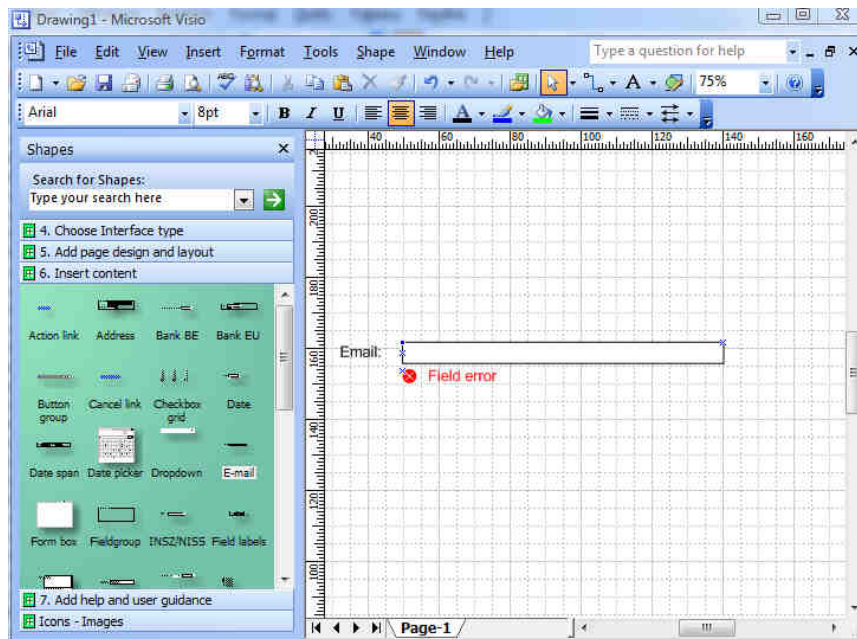 Drawing1 - Microsoft Visio
File Edit View Insert Format Tools Shape Window Help Type a question for help
75%
Arial 8pt B I U A
Shapes
40 60 80 100 120 140 160
Search for Shapes:
Type your search here
200
4. Choose Interface type
5. Add page design and layout
6. Insert content
180
Action link Address Bank BE Bank EU
160
Email:
Field error
Button group Cancel link Checkbox grid Date
140
Date span Date picker Dropdown E-mail
120
Form box Fieldgroup INSZ/NISS Field labels
100
7. Add help and user guidance
Icons - Images
Page-1